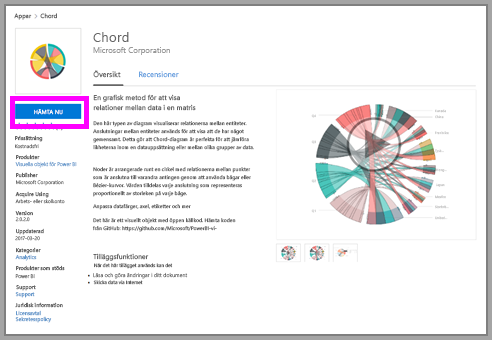 Appar > Chord
Chord
Microsoft Corporation
Översikt
Recensioner
HÄMTA NU
Prissättning
Kostnadsfri
Produkter
Visuella objekt för Power BI
Publisher
Microsoft Corporation
Acquire Using
Arbets- eller skolkonto
Version
2.0.2.0
Uppdaterad
2017-03-20
Kategorier
Analytics
Produkter som stöds
Power BI
Support
Support
Juridisk information
Licensavtal
Sekretesspolicy
En grafisk metod för att visa
relationer mellan data i en matris
Den här typen av diagram visualiserar relationerna mellan entiteter.
Anslutningar mellan entiteter används för att visa att de har något
gemensamt. Detta gör att Chord-diagram är perfekta för att jämföra
likheterna inom en datauppsättning eller mellan olika grupper av data.
Noder är arrangerade runt en cirkel med relationerna mellan punkter
som är anslutna till varandra antingen genom att använda bågar eller
Bézier-kurvor. Värden tilldelas varje anslutning som representeras
proportionellt av storleken på varje båge.
Anpassa datafärger, axel, etiketter och mer
Det här är ett visuellt objekt med öppen källkod. Hämta koden
från GitHub: https://github.com/Microsoft/PowerBI-vi-
Tilläggsfunktioner
När det här tillägget används kan det
Läsa och göra ändringar i ditt dokument
Skicka data via Internet